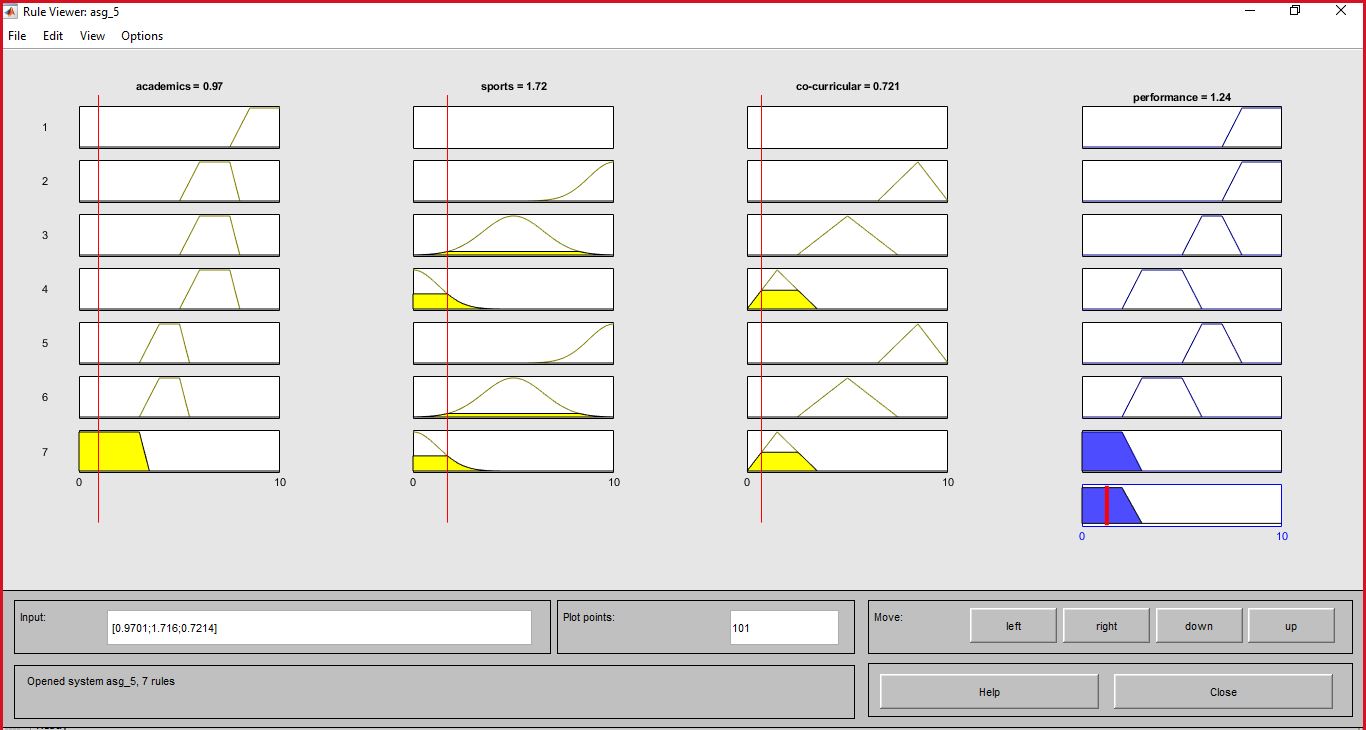 Rule Viewer: asg_5
File Edit View Options
academics = 0.97 sports = 1.72 co-curricular = 0.721 performance = 1.24
1
2
3
4
5
6
7
0 10 0 10 0 10
0 10
Input: [0.9701;1.716;0.7214] Plot points: 101 Move: left right down up
Opened system asg_5, 7 rules Help Close